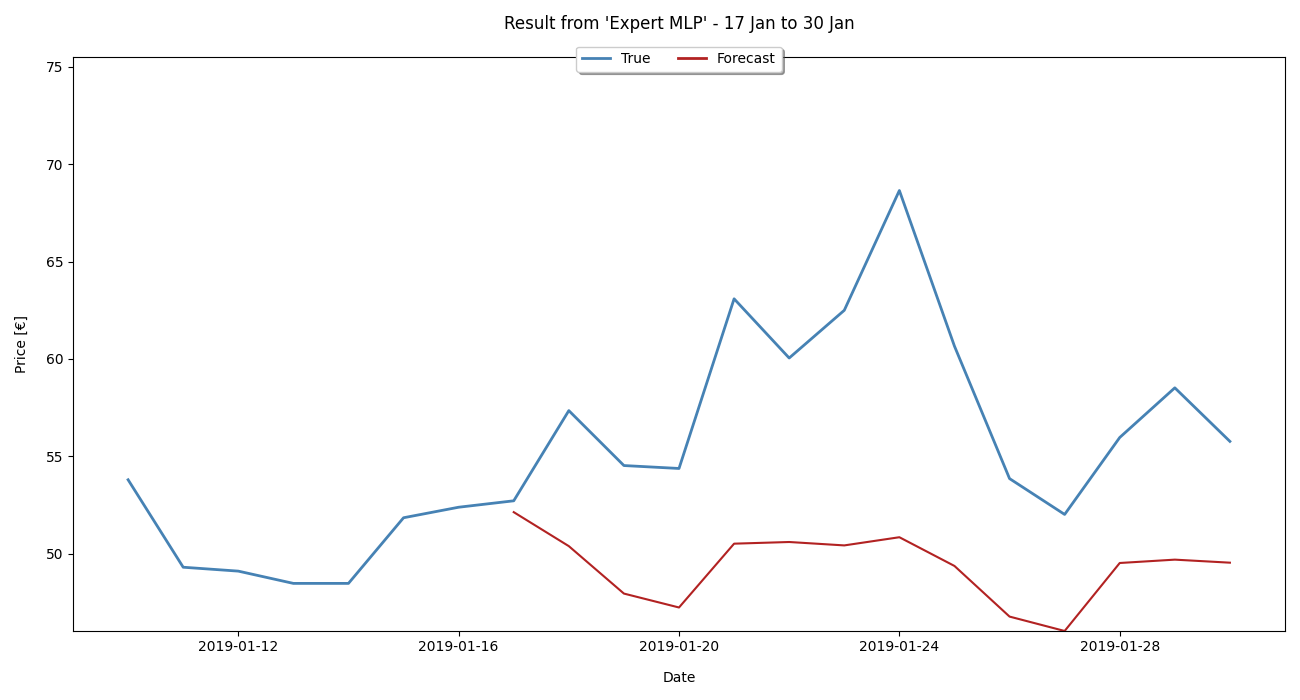 Result from 'Expert MLP' - 17 Jan to 30 Jan
True Forecast
75
70
65
60
55
50
Price [€]
2019-01-12 2019-01-16 2019-01-20 2019-01-24 2019-01-28
Date